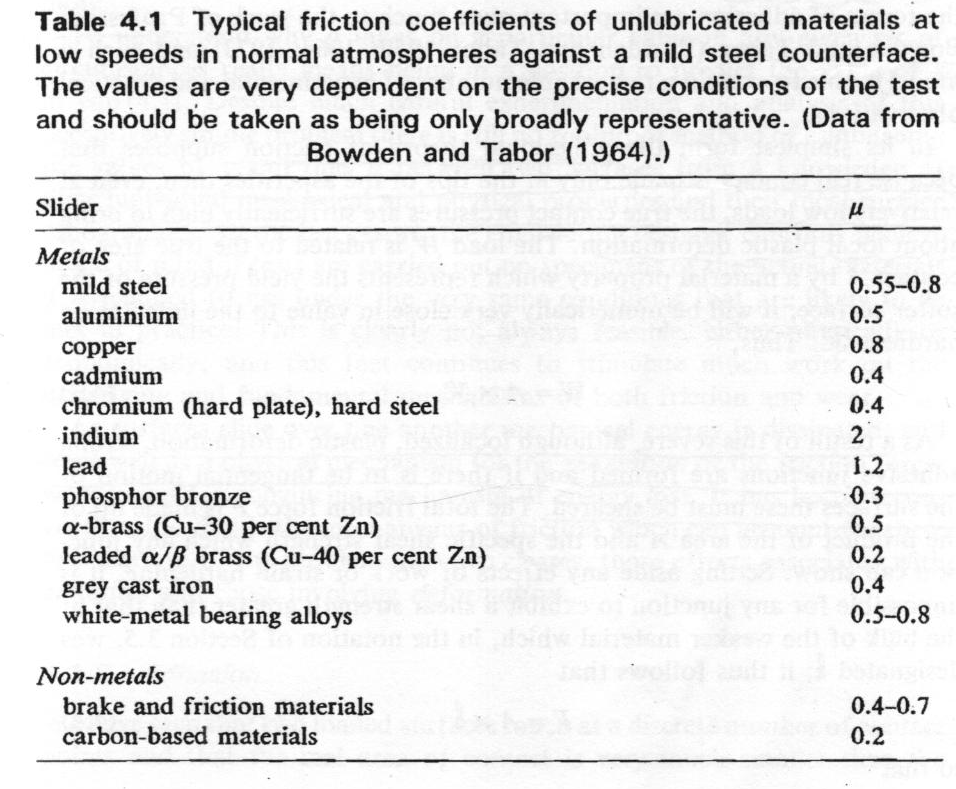 Table 4.1 Typical friction coefficients of unlubricated materials at
low speeds in normal atmospheres against a mild steel counterface.
The values are very dependent on the precise conditions of the test
and should be taken as being only broadly representative. (Data from
Bowden and Tabor (1964).)
Slider μ
Metals
mild steel 0.55–0.8
aluminium 0.5
copper 0.8
cadmium 0.4
chromium (hard plate), hard steel 0.4
indium 2
lead 1.2
phosphor bronze 0.3
α-brass (Cu–30 per cent Zn) 0.5
leaded α/β brass (Cu–40 per cent Zn) 0.2
grey cast iron 0.4
white-metal bearing alloys 0.5–0.8
Non-metals
brake and friction materials 0.4–0.7
carbon-based materials 0.2